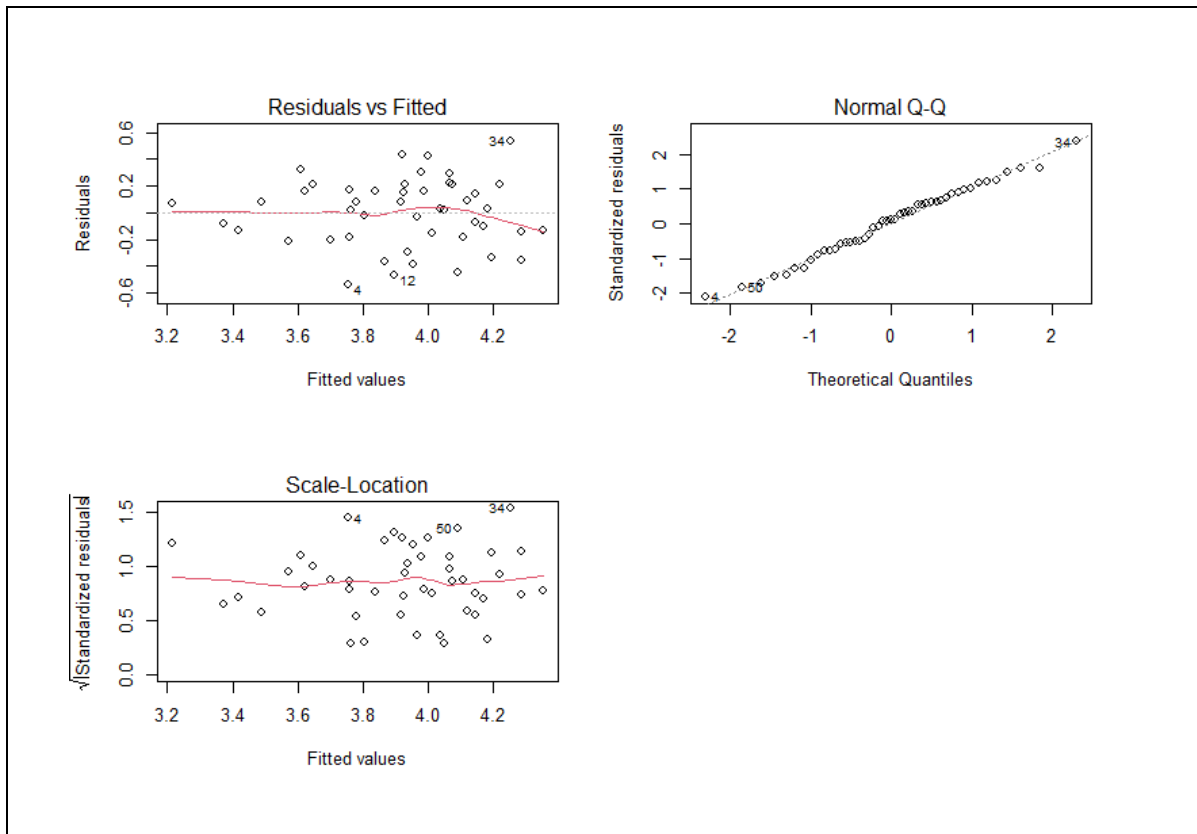 Residuals vs Fitted
Residuals
0.6
0.2
-0.2
-0.6
34
12
4
3.2 3.4 3.6 3.8 4.0 4.2
Fitted values
Normal Q-Q
Standardized residuals
2
1
0
-1
-2
34
50
4
-2 -1 0 1 2
Theoretical Quantiles
Scale-Location
√|Standardized residuals|
1.5
1.0
0.5
0.0
4
50
34
3.2 3.4 3.6 3.8 4.0 4.2
Fitted values